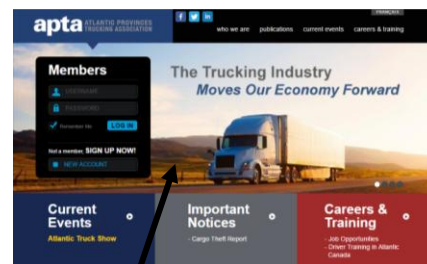 FRANÇAIS
apta ATLANTIC PROVINCES
TRUCKING ASSOCIATION
who we are publications current events careers & training
Members
USERNAME
PASSWORD
Remember Me LOG IN
Not a member, SIGN UP NOW!
NEW ACCOUNT
The Trucking Industry
Moves Our Economy Forward
Current
Events
Atlantic Truck Show
Important
Notices
- Cargo Theft Report
Careers &
Training
- Job Opportunities
- Driver Training in Atlantic
Canada